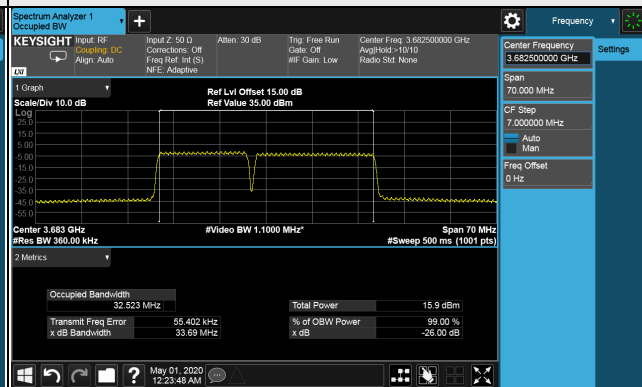 Spectrum Analyzer 1
Occupied BW
Frequency
KEYSIGHT
Input: RF
Coupling: DC
Align: Auto
Input Z: 50 Ω
Corrections: Off
Freq Ref: Int (S)
NFE: Adaptive
Atten: 30 dB
Trig: Free Run
Gate: Off
#IF Gain: Low
Center Freq: 3.682500000 GHz
Avg|Hold:>10/10
Radio Std: None
LXI
Center Frequency
3.682500000 GHz
Settings
Span
70.000 MHz
CF Step
7.000000 MHz
Auto
Man
Freq Offset
0 Hz
1 Graph
Scale/Div 10.0 dB
Ref Lvl Offset 15.00 dB
Ref Value 35.00 dBm
Log
25.0
15.0
5.00
-5.00
-15.0
-25.0
-35.0
-45.0
-55.0
Center 3.683 GHz
#Res BW 360.00 kHz
#Video BW 1.1000 MHz*
Span 70 MHz
#Sweep 500 ms (1001 pts)
2 Metrics
Occupied Bandwidth
32.523 MHz
Total Power 15.9 dBm
Transmit Freq Error 55.402 kHz
% of OBW Power 99.00 %
x dB Bandwidth 33.69 MHz
x dB -26.00 dB
?
May 01, 2020
12:23:48 AM